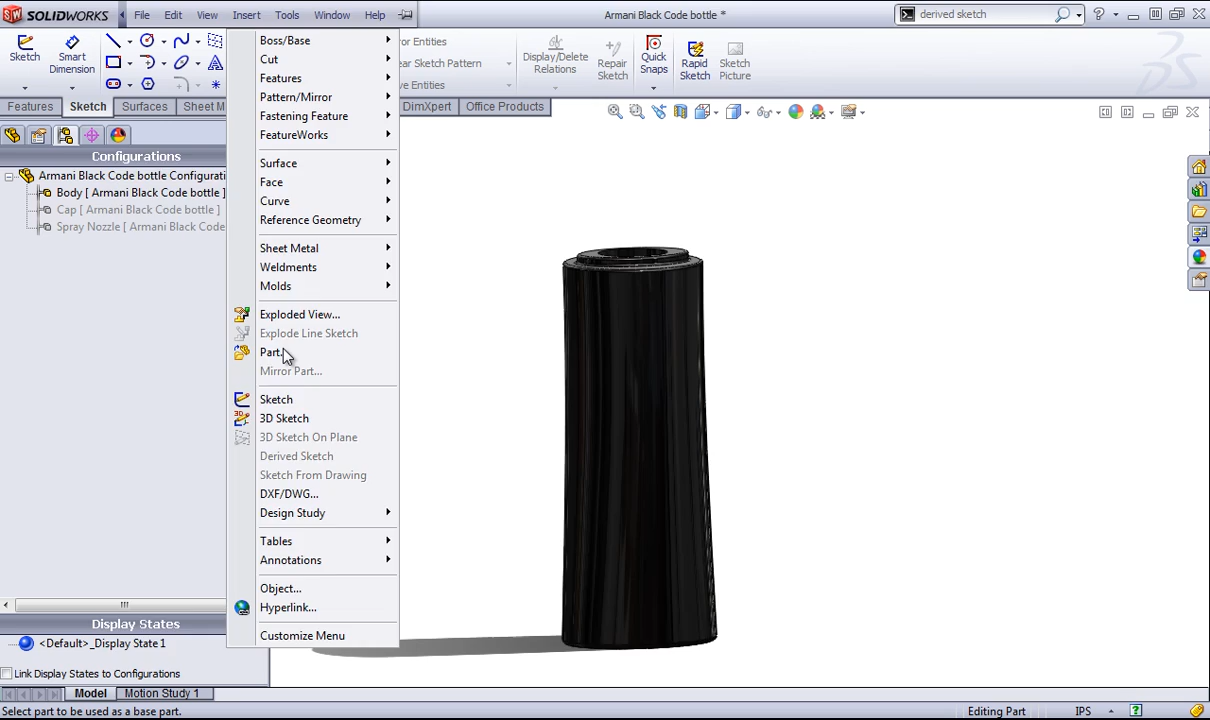 SW SOLIDWORKS File Edit View Insert Tools Window Help Armani Black Code bottle * derived sketch
Sketch Smart Dimension
or Entities
ear Sketch Pattern
ve Entities
Display/Delete Relations Repair Sketch Quick Snaps Rapid Sketch Sketch Picture
Features Sketch Surfaces Sheet M DimXpert Office Products
Configurations
Armani Black Code bottle Configurati
Body [ Armani Black Code bottle ]
Cap [ Armani Black Code bottle ]
Spray Nozzle [ Armani Black Code
Boss/Base
Cut
Features
Pattern/Mirror
Fastening Feature
FeatureWorks
Surface
Face
Curve
Reference Geometry
Sheet Metal
Weldments
Molds
Exploded View...
Explode Line Sketch
Part...
Mirror Part...
Sketch
3D Sketch
3D Sketch On Plane
Derived Sketch
Sketch From Drawing
DXF/DWG...
Design Study
Tables
Annotations
Object...
Hyperlink...
Customize Menu
Display States
<Default>_Display State 1
Link Display States to Configurations
Model Motion Study 1
Select part to be used as a base part. Editing Part IPS